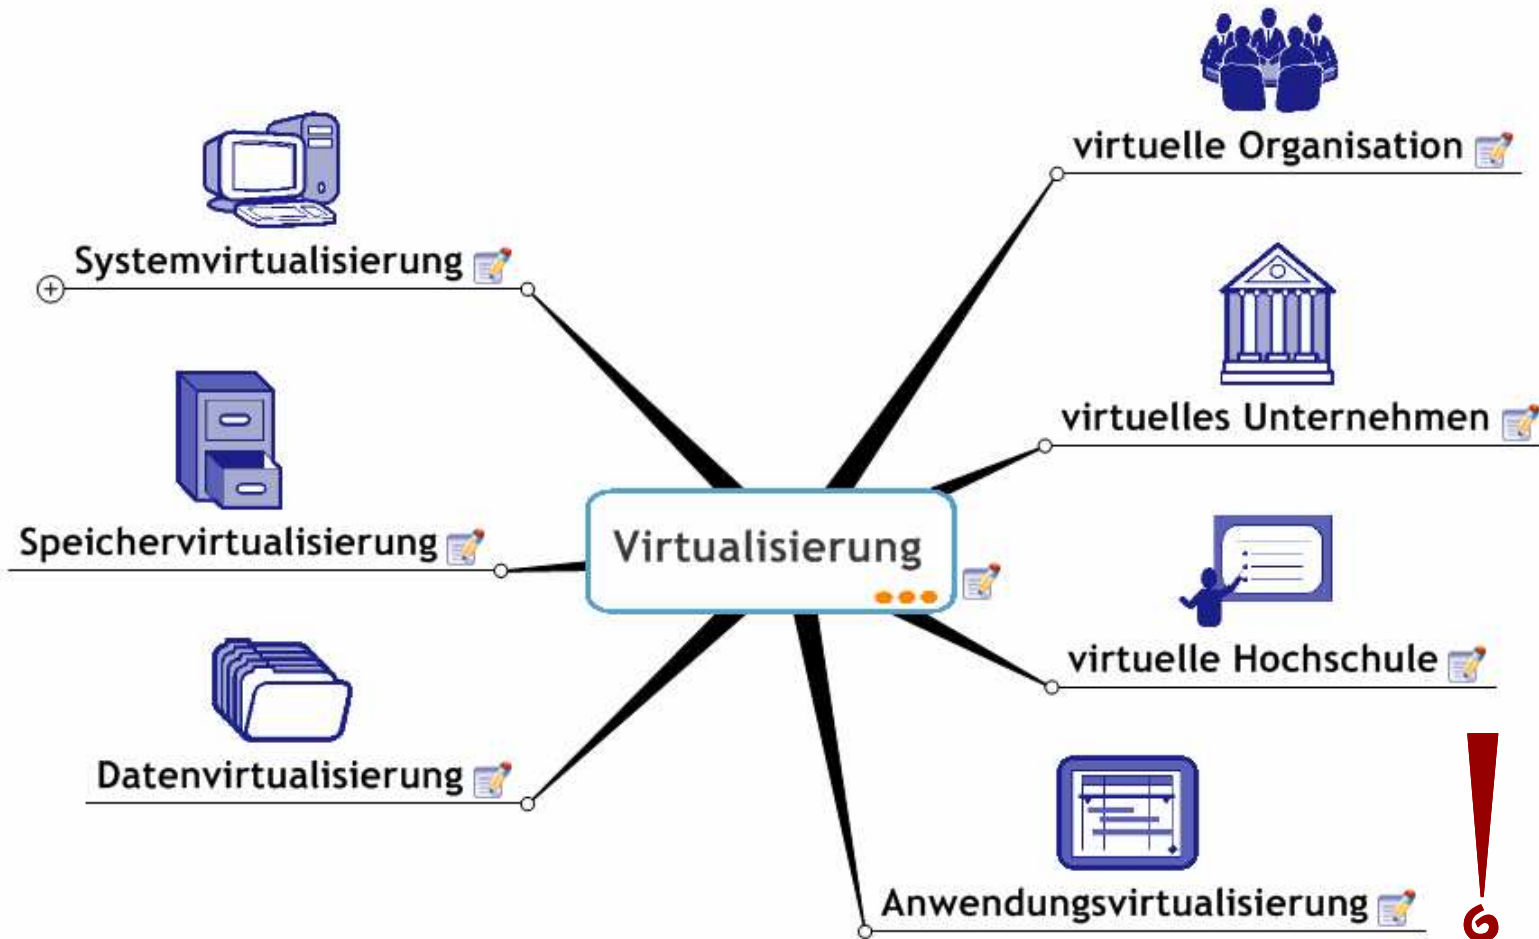 virtuelle Organisation
Systemvirtualisierung
virtuelles Unternehmen
Speichervirtualisierung
Virtualisierung
virtuelle Hochschule
Datenvirtualisierung
Anwendungsvirtualisierung